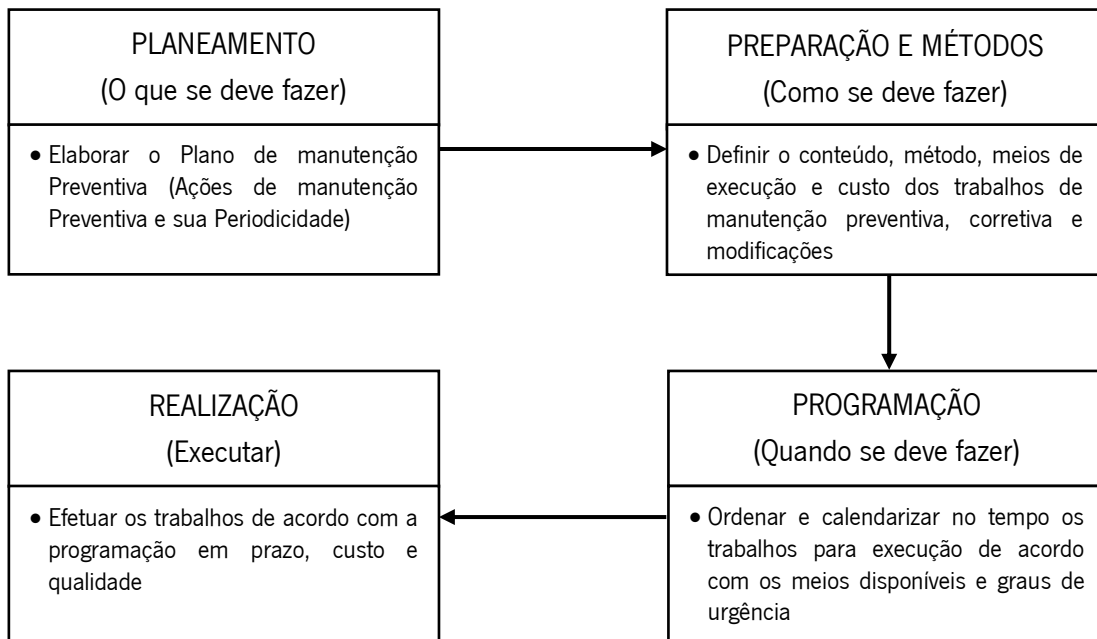 PLANEAMENTO
(O que se deve fazer)
• Elaborar o Plano de manutenção
Preventiva (Ações de manutenção
Preventiva e sua Periodicidade)
PREPARAÇÃO E MÉTODOS
(Como se deve fazer)
• Definir o conteúdo, método, meios de
execução e custo dos trabalhos de
manutenção preventiva, corretiva e
modificações
PROGRAMAÇÃO
(Quando se deve fazer)
• Ordenar e calendarizar no tempo os
trabalhos para execução de acordo
com os meios disponíveis e graus de
urgência
REALIZAÇÃO
(Executar)
• Efetuar os trabalhos de acordo com a
programação em prazo, custo e
qualidade